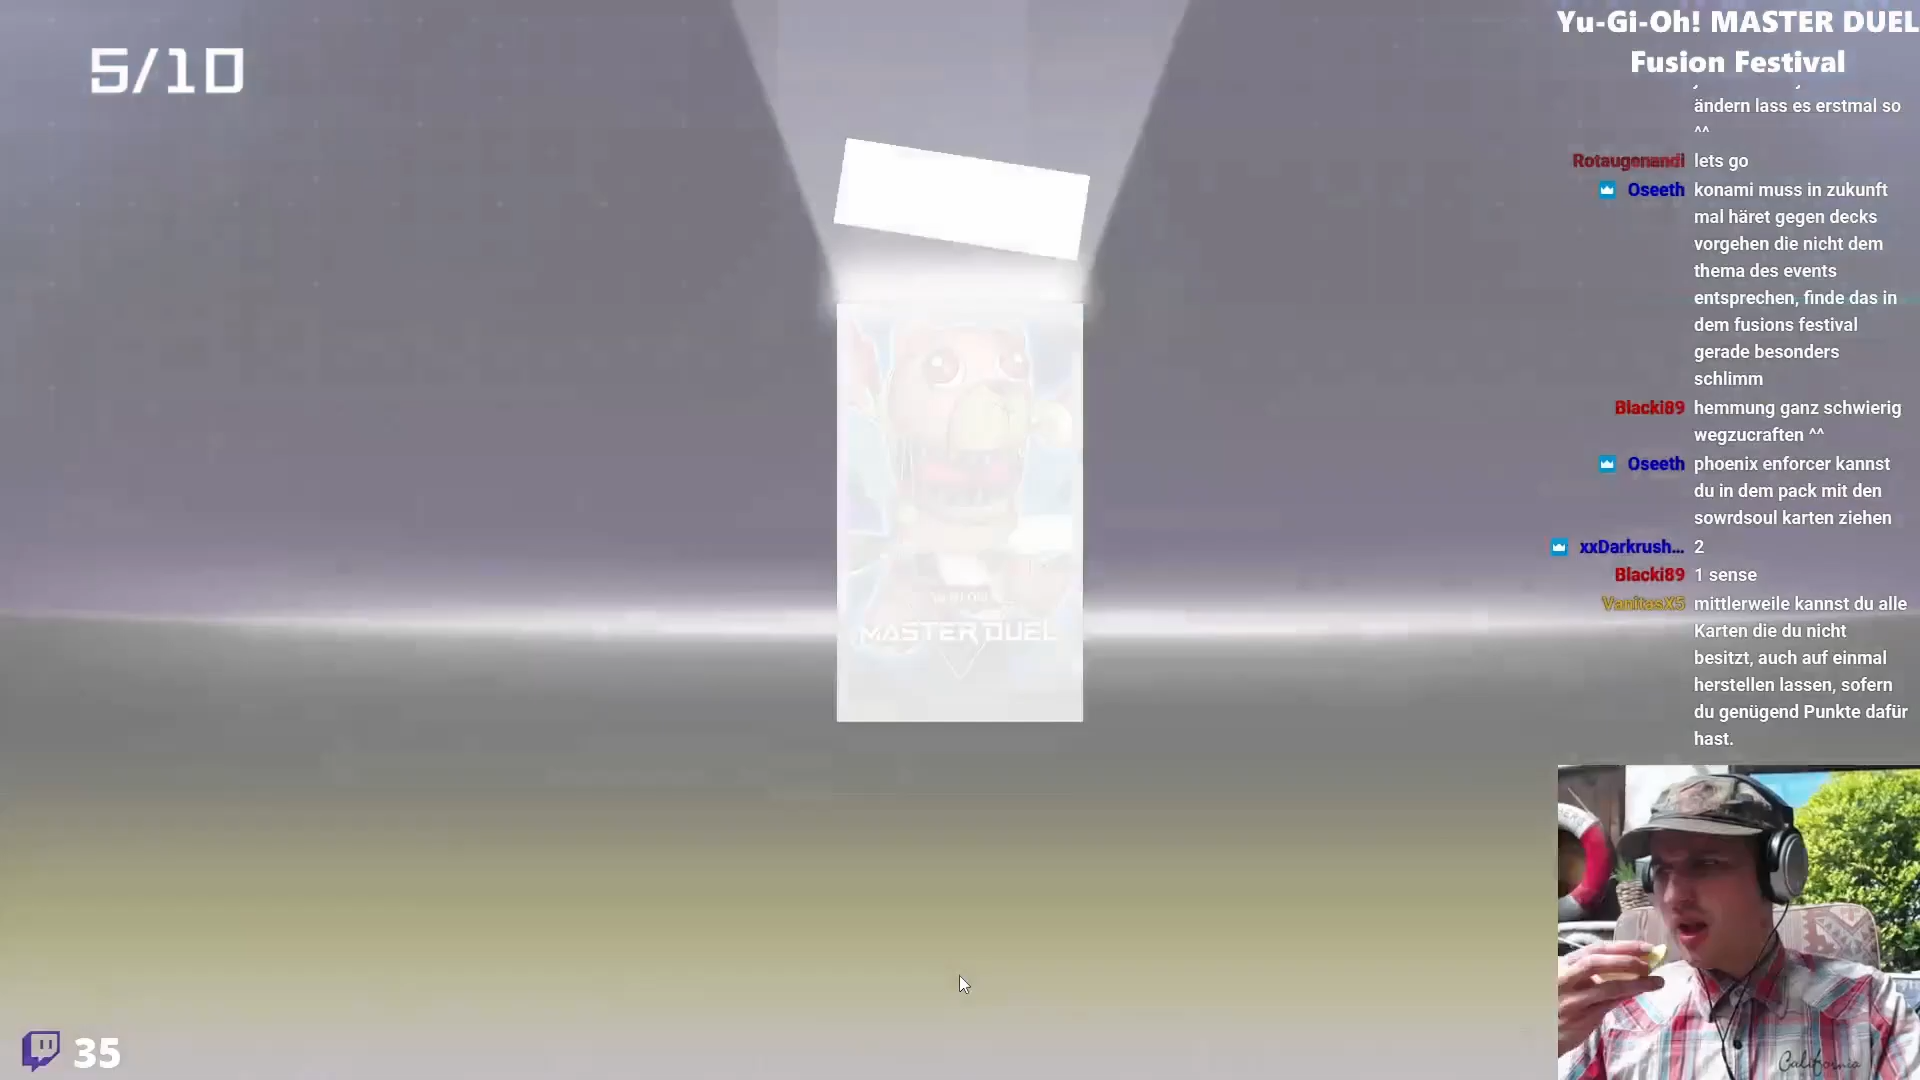 5/10
Yu-Gi-Oh! MASTER DUEL
Fusion Festival
ändern lass es erstmal so
^^
Rotaugenandi lets go
Oseeth konami muss in zukunft
mal häret gegen decks
vorgehen die nicht dem
thema des events
entsprechen, finde das in
dem fusions festival
gerade besonders
schlimm
Blacki89 hemmung ganz schwierig
wegzucraften ^^
Oseeth phoenix enforcer kannst
du in dem pack mit den
sowrdsoul karten ziehen
xxDarkrush... 2
Blacki89 1 sense
VanitasX5 mittlerweile kannst du alle
Karten die du nicht
besitzt, auch auf einmal
herstellen lassen, sofern
du genügend Punkte dafür
hast.
MASTER DUEL
California
35